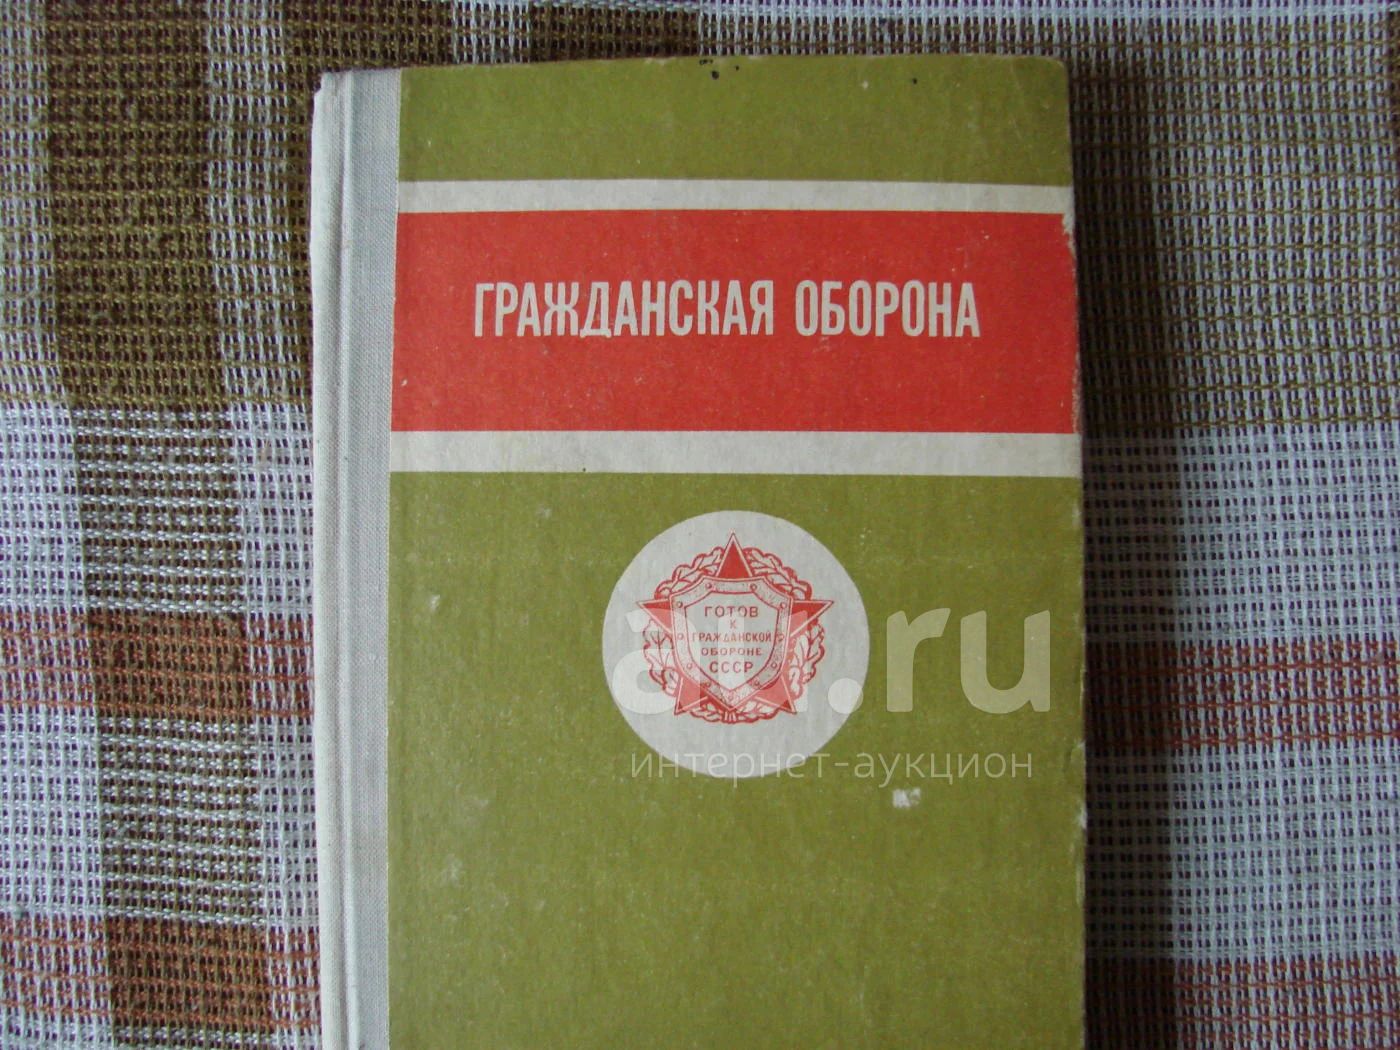 ГРАЖДАНСКАЯ ОБОРОНА
ГОТОВ
К
ГРАЖДАНСКОЙ
ОБОРОНЕ
СССР
au.ru
интернет-аукцион